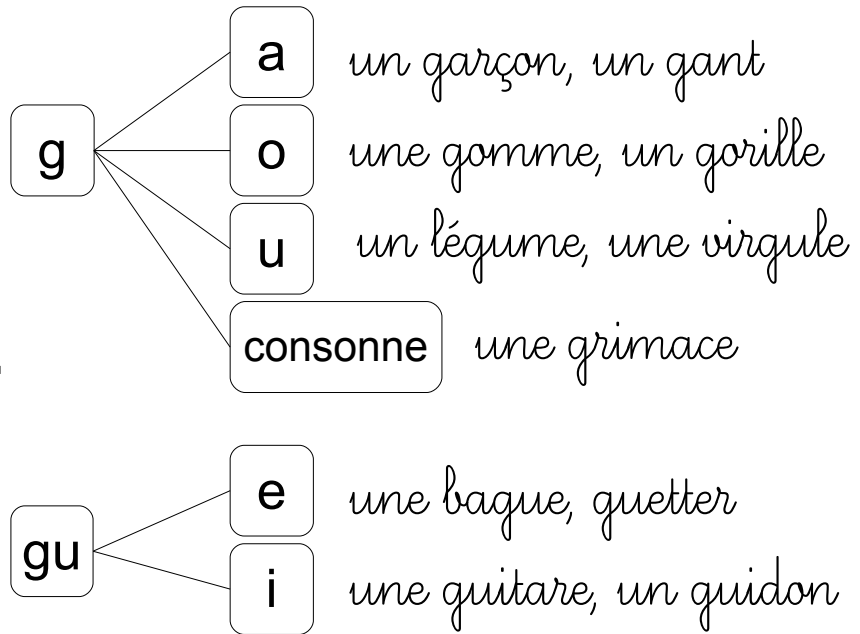 a un garçon, un gant
g o une gomme, un gorille
u un légume, une virgule
consonne une grimace
e une bague, guetter
gu
i une guitare, un guidon